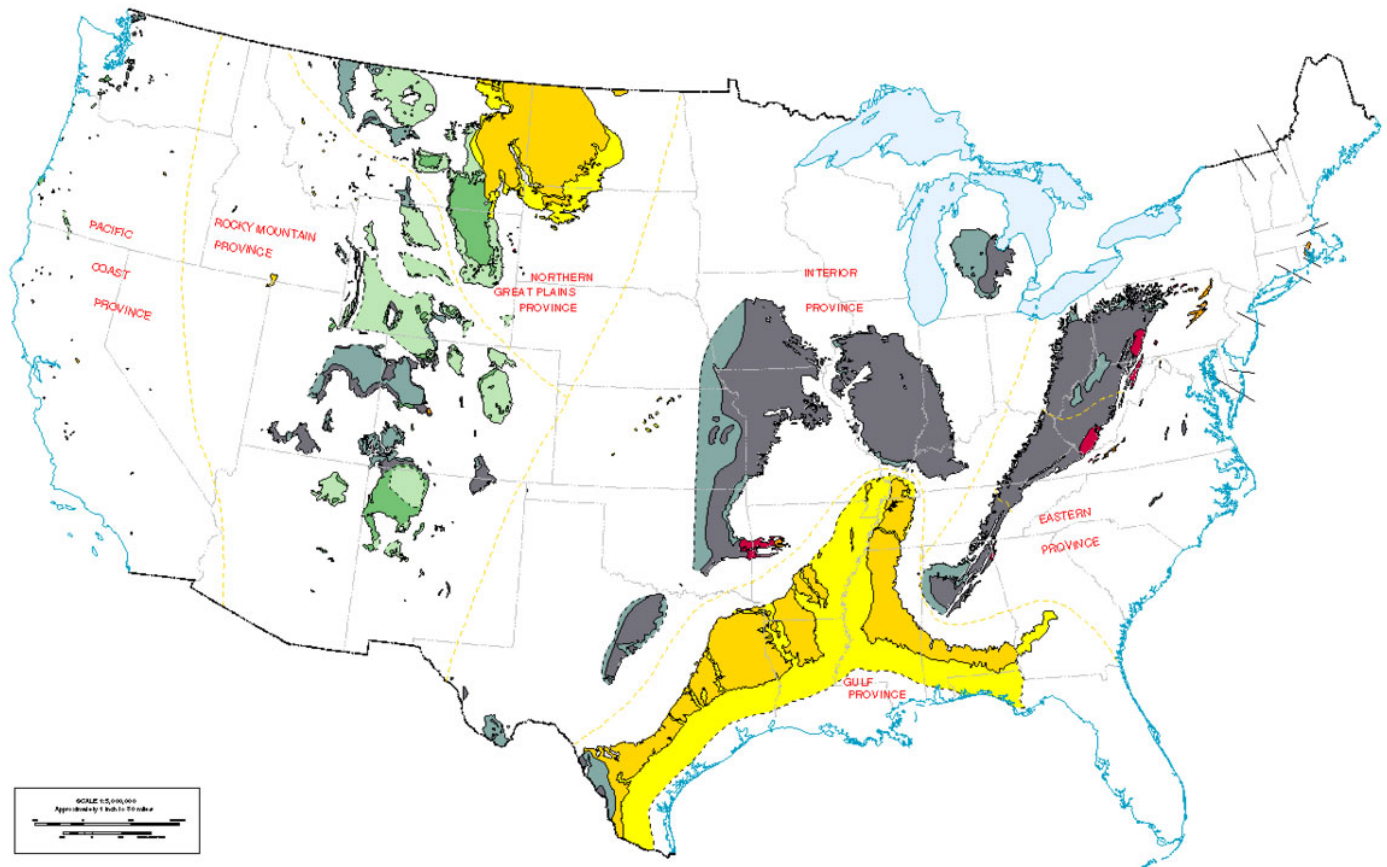 PACIFIC
COAST
PROVINCE
ROCKY MOUNTAIN
PROVINCE
NORTHERN
GREAT PLAINS
PROVINCE
INTERIOR
PROVINCE
EASTERN
PROVINCE
GULF
PROVINCE
SCALE 1:5,000,000